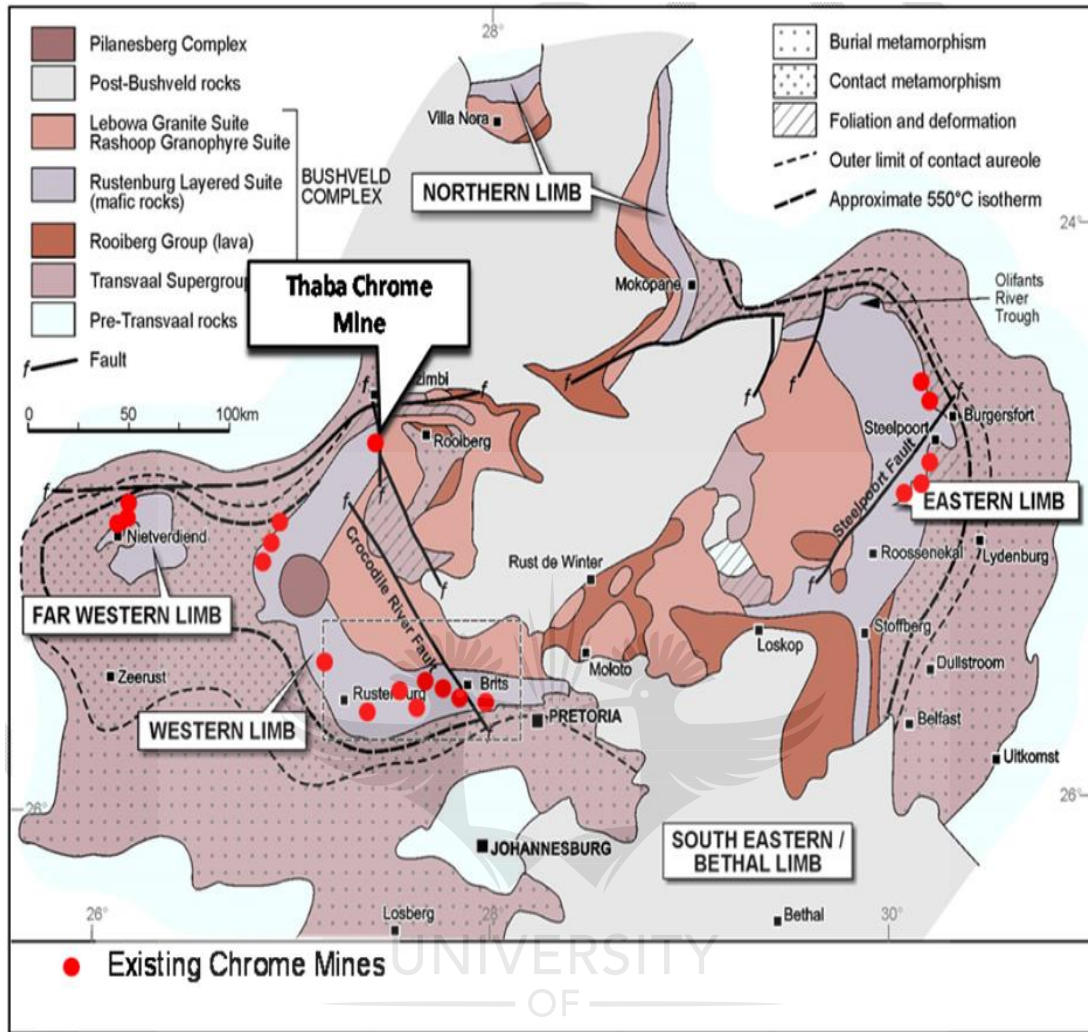 Pilanesberg Complex
Post-Bushveld rocks
Lebowa Granite Suite
Rashoop Granophyre Suite
Rustenburg Layered Suite
(mafic rocks)
Rooiberg Group (lava)
Transvaal Supergroup
Pre-Transvaal rocks
f Fault
BUSHVELD
COMPLEX
0 50 100km
28°
Burial metamorphism
Contact metamorphism
Foliation and deformation
Outer limit of contact aureole
Approximate 550°C isotherm
24°
Villa Nora
NORTHERN LIMB
Thaba Chrome
Mine
Mokopane
Olifants
River
Trough
zimbi
f
f
f
f
f
Rooiberg
Burgersfort
Steelpoort
Steelpoort Fault
EASTERN LIMB
f
f
f
Nietverdiend
Crocodile River Fault
f
f
Roossenekal
Lydenburg
FAR WESTERN LIMB
Rust de Winter
Stoffberg
Loskop
Moloto
Dullstroom
Zeerust
Rustenburg
Brits
WESTERN LIMB
PRETORIA
Belfast
Uitkomst
26°
26°
JOHANNESBURG
SOUTH EASTERN /
BETHAL LIMB
26°
Losberg
28°
Bethal
30°
Existing Chrome Mines
UNIVERSITY
OF